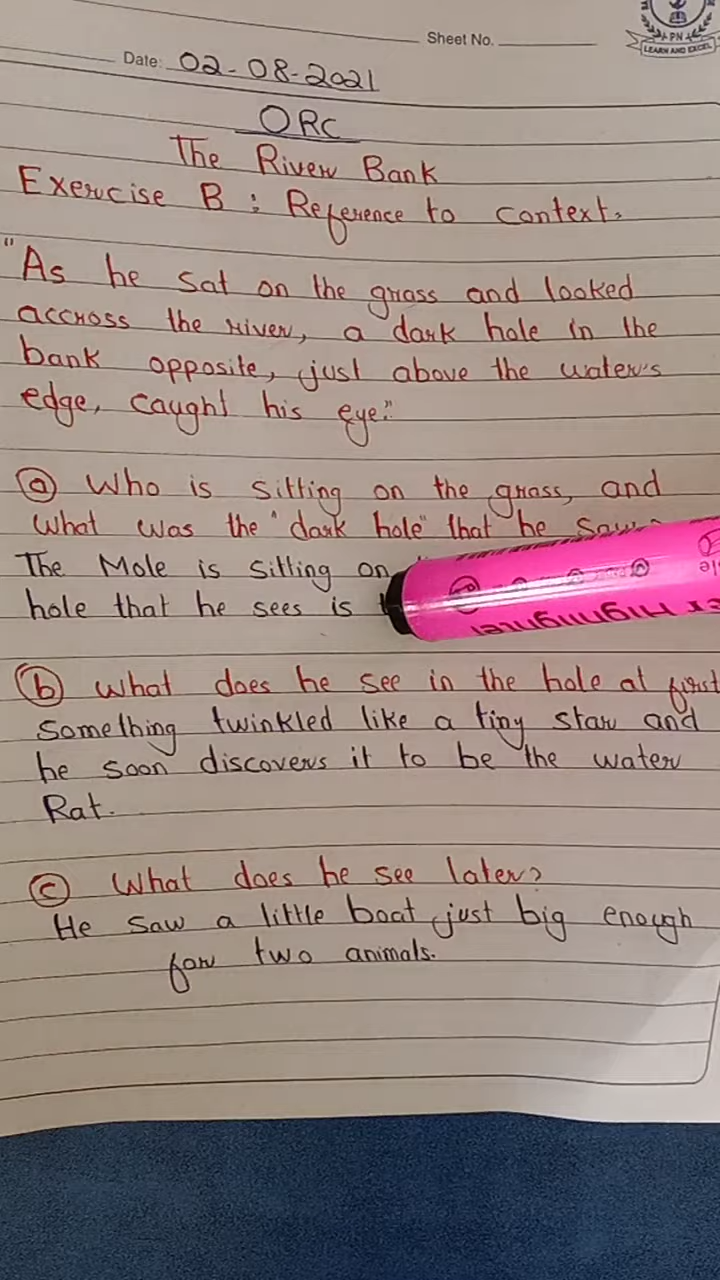 Sheet No.
LEARN AND EXCEL
Date: 02-08-2021
ORC
The River Bank
Exercise B : Reference to context.
"As he sat on the grass and looked
accross the river, a dark hole in the
bank opposite, just above the water's
edge, caught his eye."
(a) Who is sitting on the grass, and
what was the "dark hole" that he saw
The Mole is sitting on
hole that he sees is
Highlighter
(b) What does he see in the hole at first
Something twinkled like a tiny star and
he soon discovers it to be the water
Rat.
(c) What does he see later?
He saw a little boat, just big enough
for two animals.